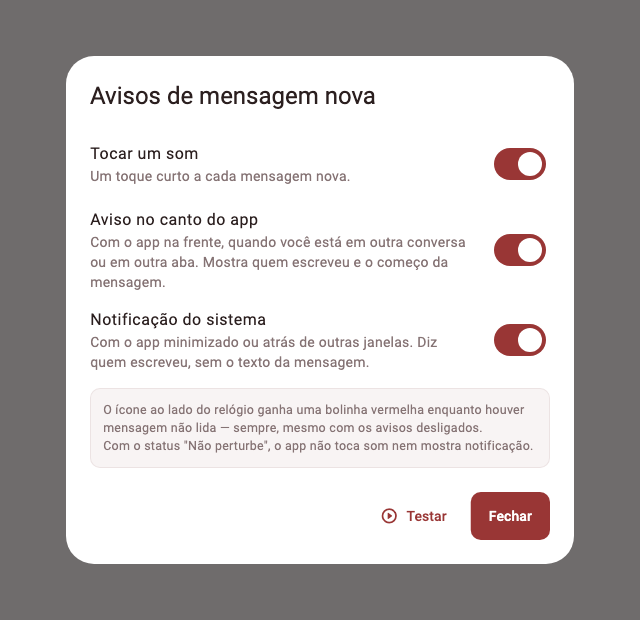 Avisos de mensagem nova
Tocar um som
Um toque curto a cada mensagem nova.
Aviso no canto do app
Com o app na frente, quando você está em outra conversa
ou em outra aba. Mostra quem escreveu e o começo da
mensagem.
Notificação do sistema
Com o app minimizado ou atrás de outras janelas. Diz
quem escreveu, sem o texto da mensagem.
O ícone ao lado do relógio ganha uma bolinha vermelha enquanto houver
mensagem não lida — sempre, mesmo com os avisos desligados.
Com o status "Não perturbe", o app não toca som nem mostra notificação.
Testar
Fechar